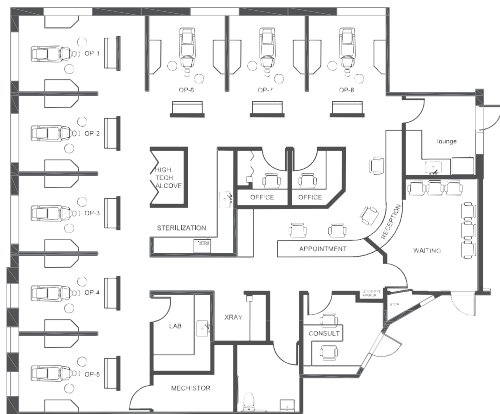 OP-1
OP-6
OP-7
OP-8
OP-2
lounge
HIGH
TECH
ALCOVE
OFFICE
OFFICE
OP-3
STERILIZATION
RECEPTION
APPOINTMENT
WAITING
OP-4
LAB
XRAY
CONSULT
OP-5
MECH/STOR